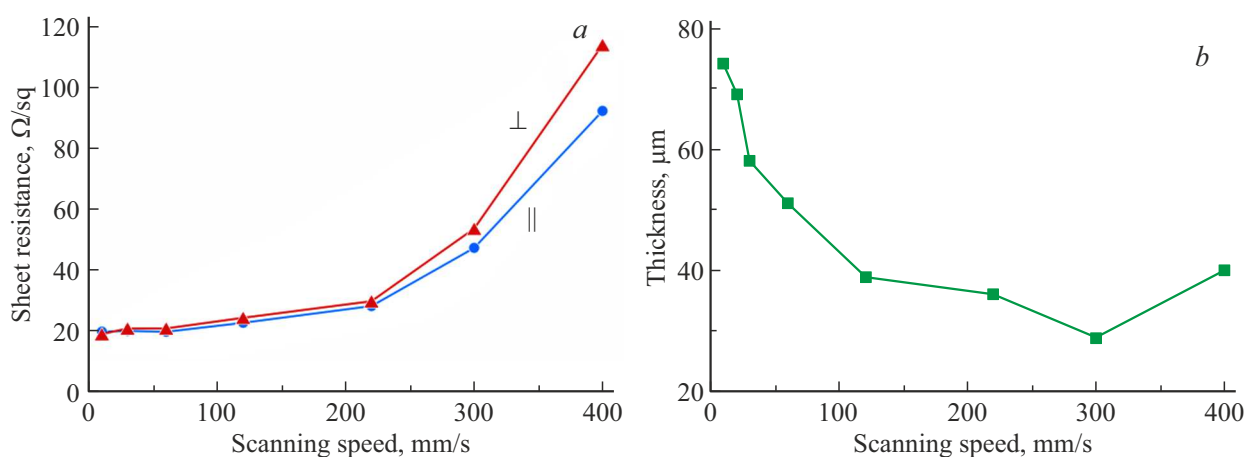 a
120
100
80
60
40
20
0
Sheet resistance, Ω/sq
⊥
||
0 100 200 300 400
Scanning speed, mm/s
b
80
60
40
20
Thickness, μm
0 100 200 300 400
Scanning speed, mm/s